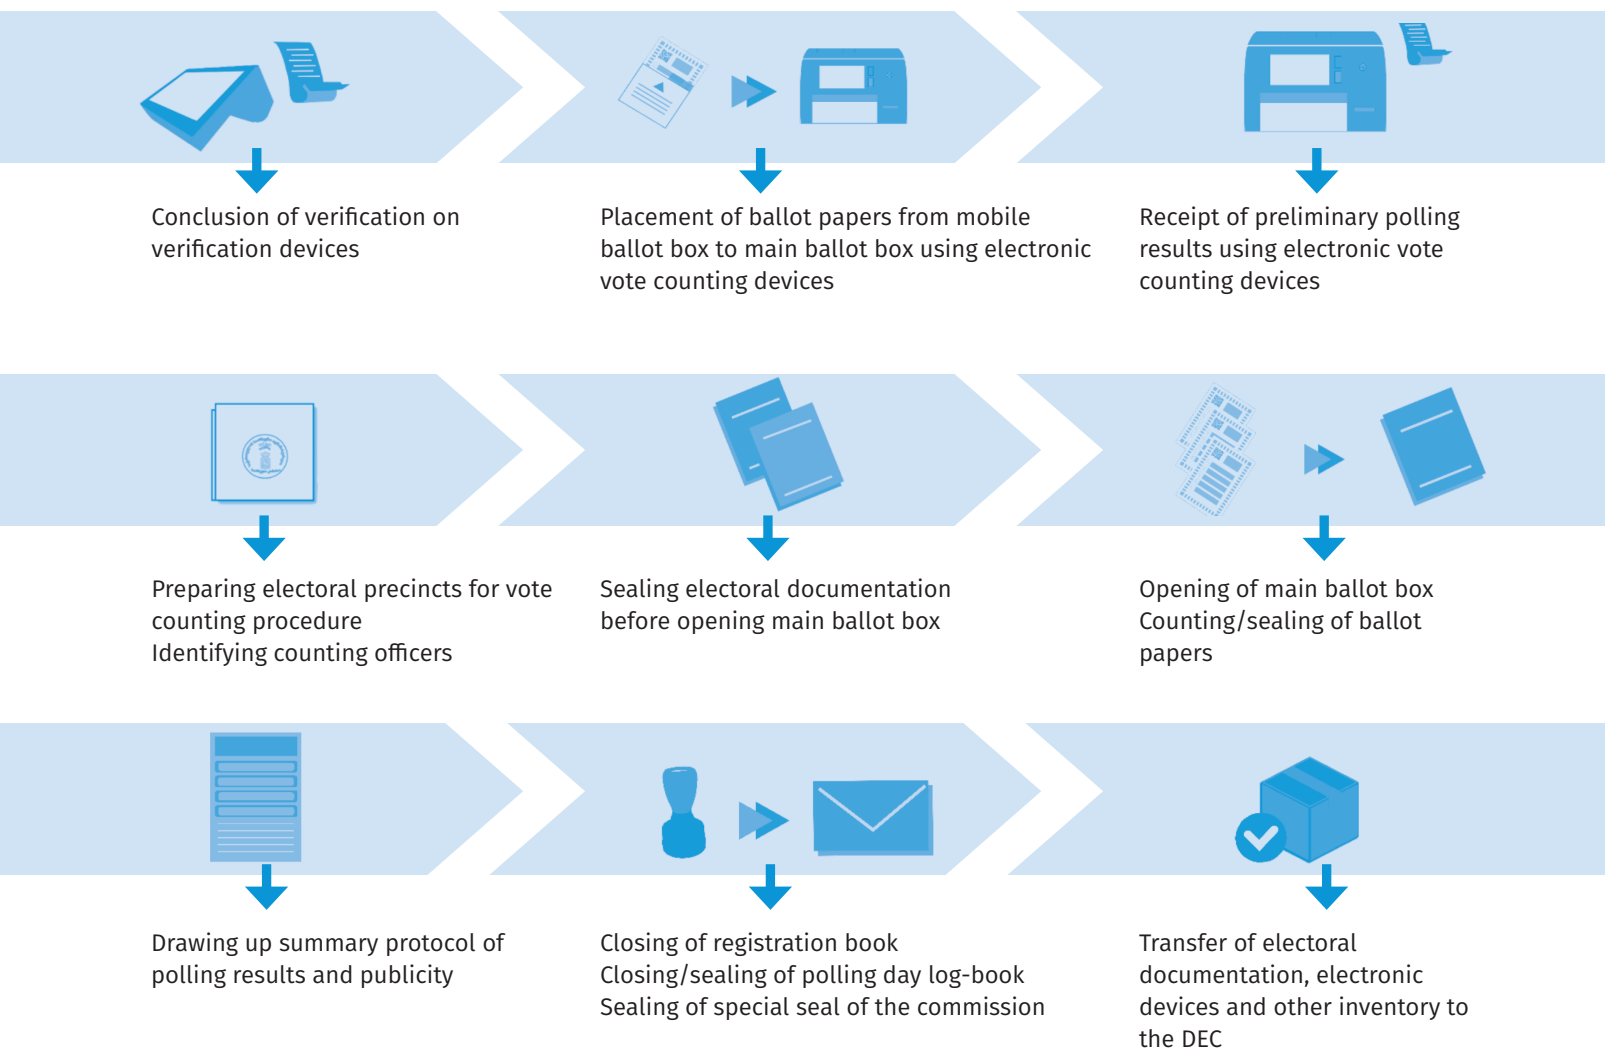 Conclusion of verification on
verification devices
Placement of ballot papers from mobile
ballot box to main ballot box using electronic
vote counting devices
Receipt of preliminary polling
results using electronic vote
counting devices
Preparing electoral precincts for vote
counting procedure
Identifying counting officers
Sealing electoral documentation
before opening main ballot box
Opening of main ballot box
Counting/sealing of ballot
papers
Drawing up summary protocol of
polling results and publicity
Closing of registration book
Closing/sealing of polling day log-book
Sealing of special seal of the commission
Transfer of electoral
documentation, electronic
devices and other inventory to
the DEC